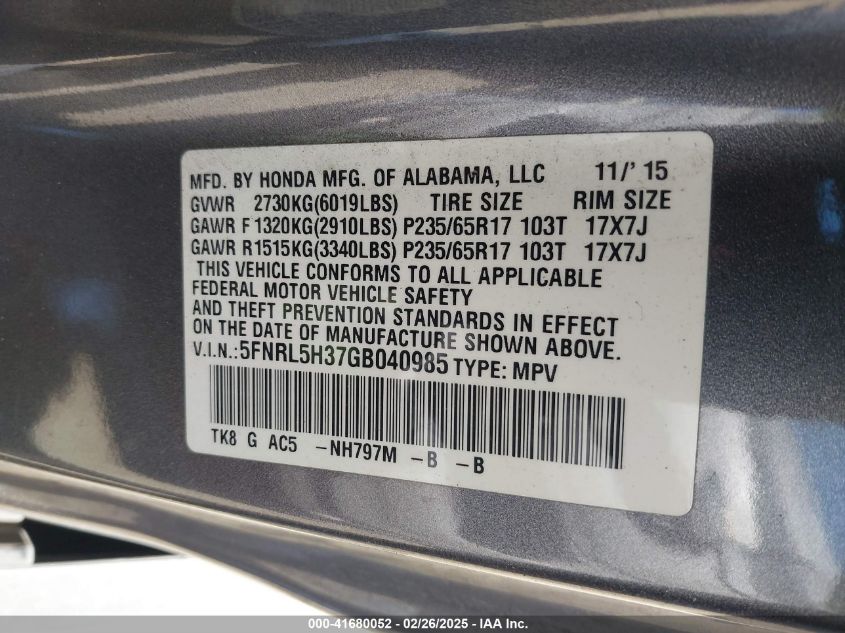 MFD. BY HONDA MFG. OF ALABAMA, LLC 11/'15
GVWR 2730KG(6019LBS) TIRE SIZE RIM SIZE
GAWR F1320KG(2910LBS) P235/65R17 103T 17X7J
GAWR R1515KG(3340LBS) P235/65R17 103T 17X7J
THIS VEHICLE CONFORMS TO ALL APPLICABLE
FEDERAL MOTOR VEHICLE SAFETY
AND THEFT PREVENTION STANDARDS IN EFFECT
ON THE DATE OF MANUFACTURE SHOWN ABOVE.
V.I.N.:5FNRL5H37GB040985 TYPE: MPV
TK8 G AC5 -NH797M -B -B
000-41680052 - 02/26/2025 - IAA Inc.